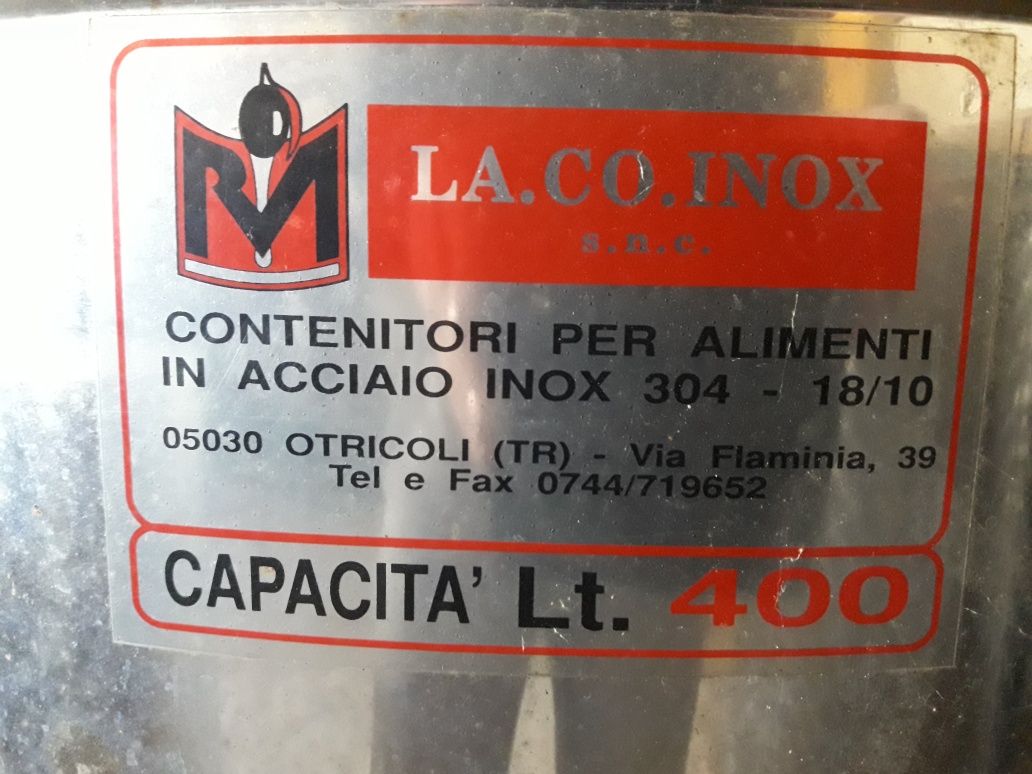 RM
LA.CO.INOX
s.n.c.
CONTENITORI PER ALIMENTI
IN ACCIAIO INOX 304 - 18/10
05030 OTRICOLI (TR) - Via Flaminia, 39
Tel e Fax 0744/719652
CAPACITA' Lt. 400